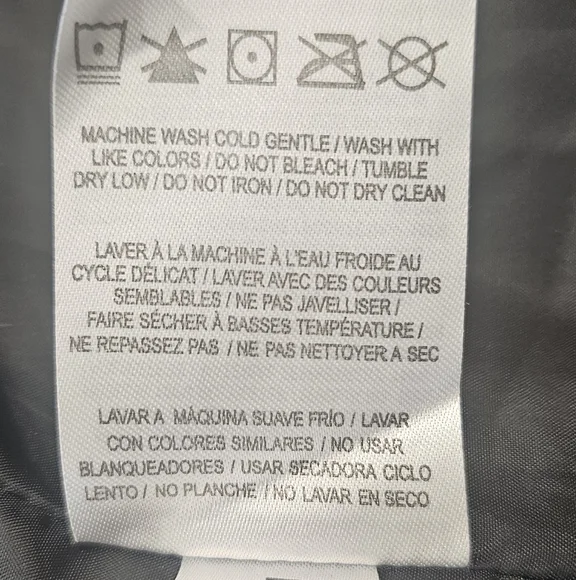 MACHINE WASH COLD GENTLE / WASH WITH
LIKE COLORS / DO NOT BLEACH / TUMBLE
DRY LOW / DO NOT IRON / DO NOT DRY CLEAN
LAVER À LA MACHINE À L'EAU FROIDE AU
CYCLE DÉLICAT / LAVER AVEC DES COULEURS
SEMBLABLES / NE PAS JAVELLISER /
FAIRE SÉCHER À BASSES TEMPÉRATURE /
NE REPASSEZ PAS / NE PAS NETTOYER A SEC
LAVAR A MÁQUINA SUAVE FRÍO / LAVAR
CON COLORES SIMILARES / NO USAR
BLANQUEADORES / USAR SECADORA CICLO
LENTO / NO PLANCHE / NO LAVAR EN SECO